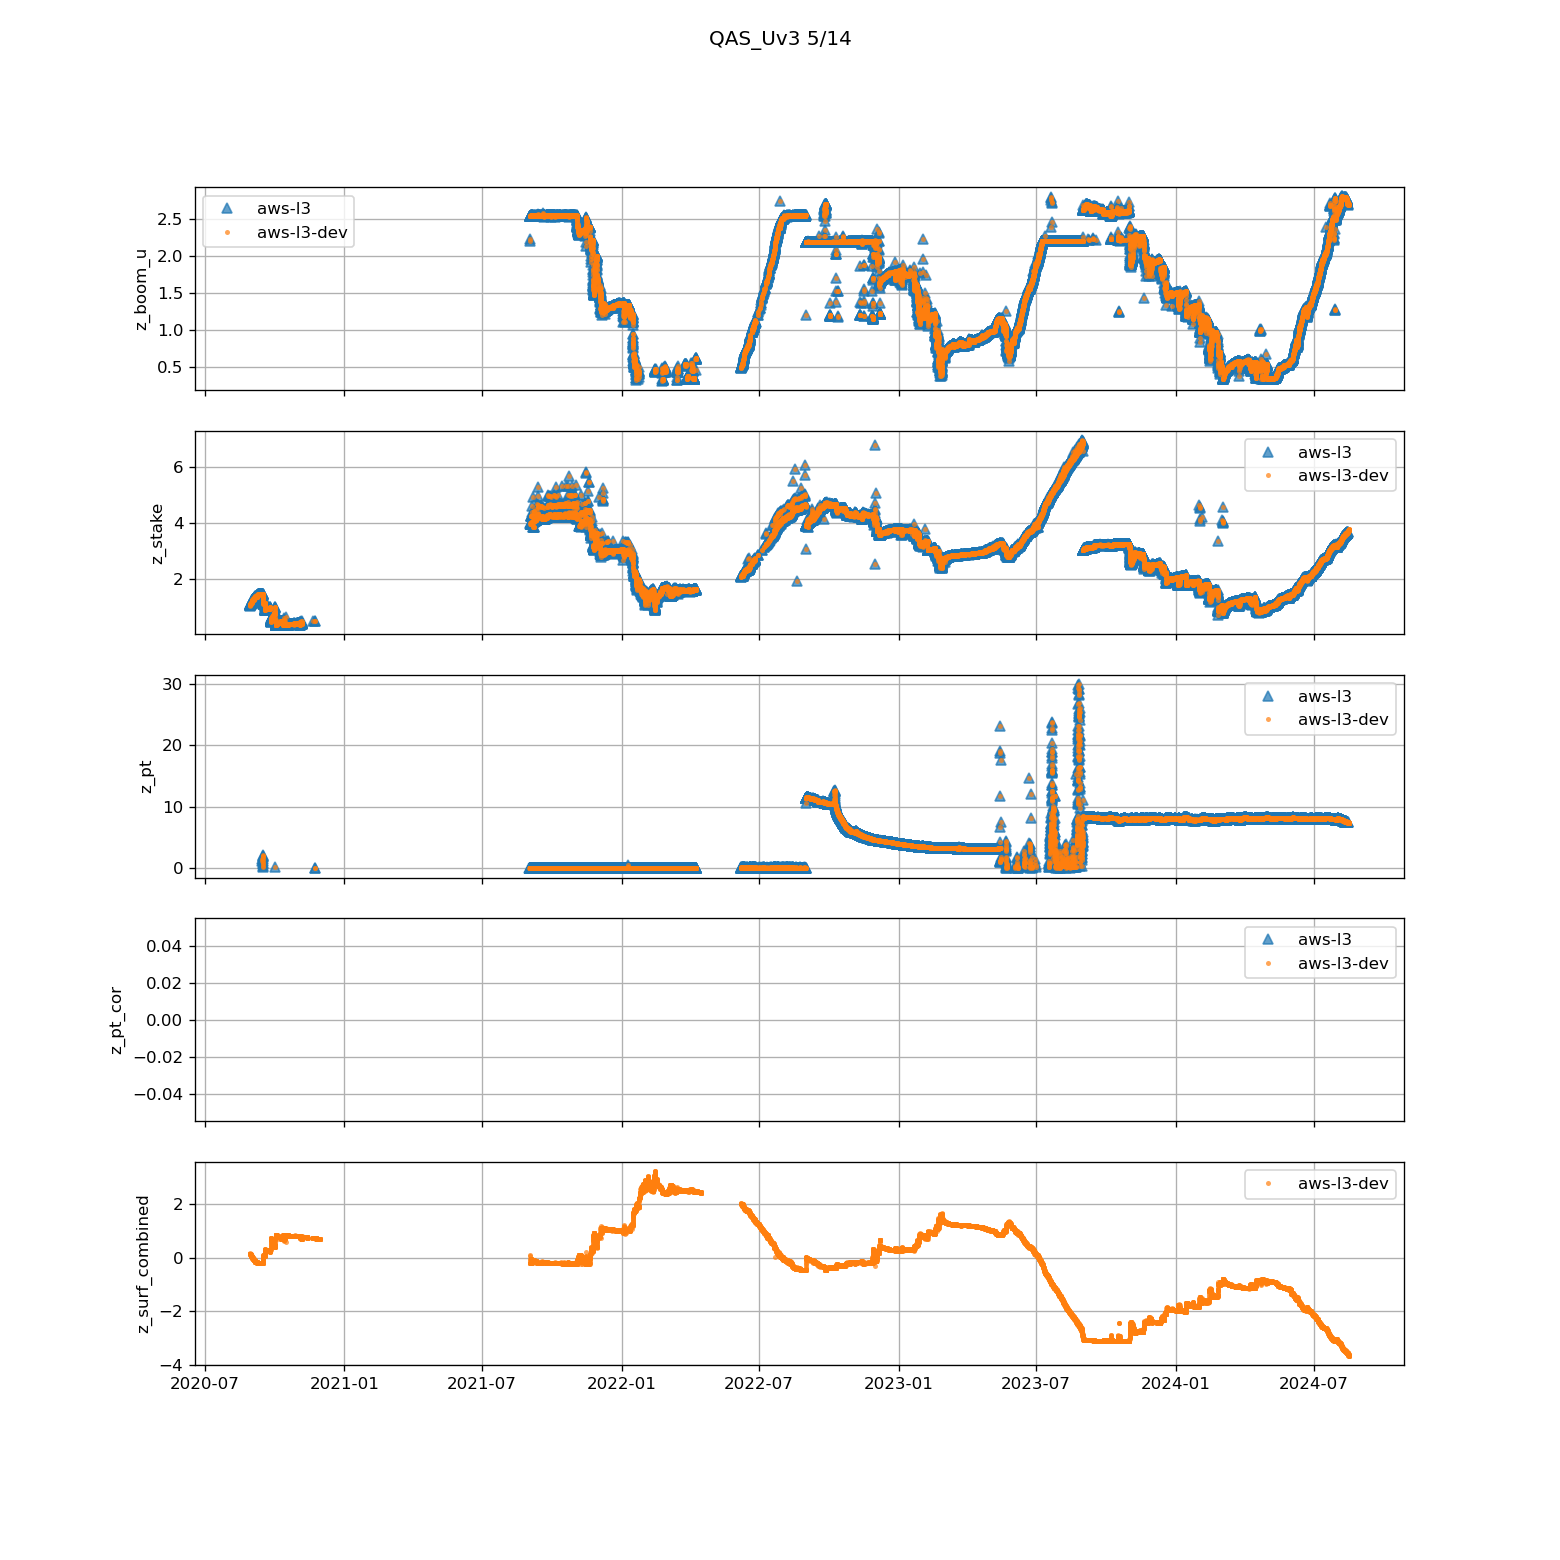 QAS_Uv3 5/14
z_boom_u
2.5
2.0
1.5
1.0
0.5
aws-l3
aws-l3-dev
z_stake
6
4
2
aws-l3
aws-l3-dev
z_pt
30
20
10
0
aws-l3
aws-l3-dev
z_pt_cor
0.04
0.02
0.00
−0.02
−0.04
aws-l3
aws-l3-dev
z_surf_combined
2
0
−2
−4
aws-l3-dev
2020-07 2021-01 2021-07 2022-01 2022-07 2023-01 2023-07 2024-01 2024-07